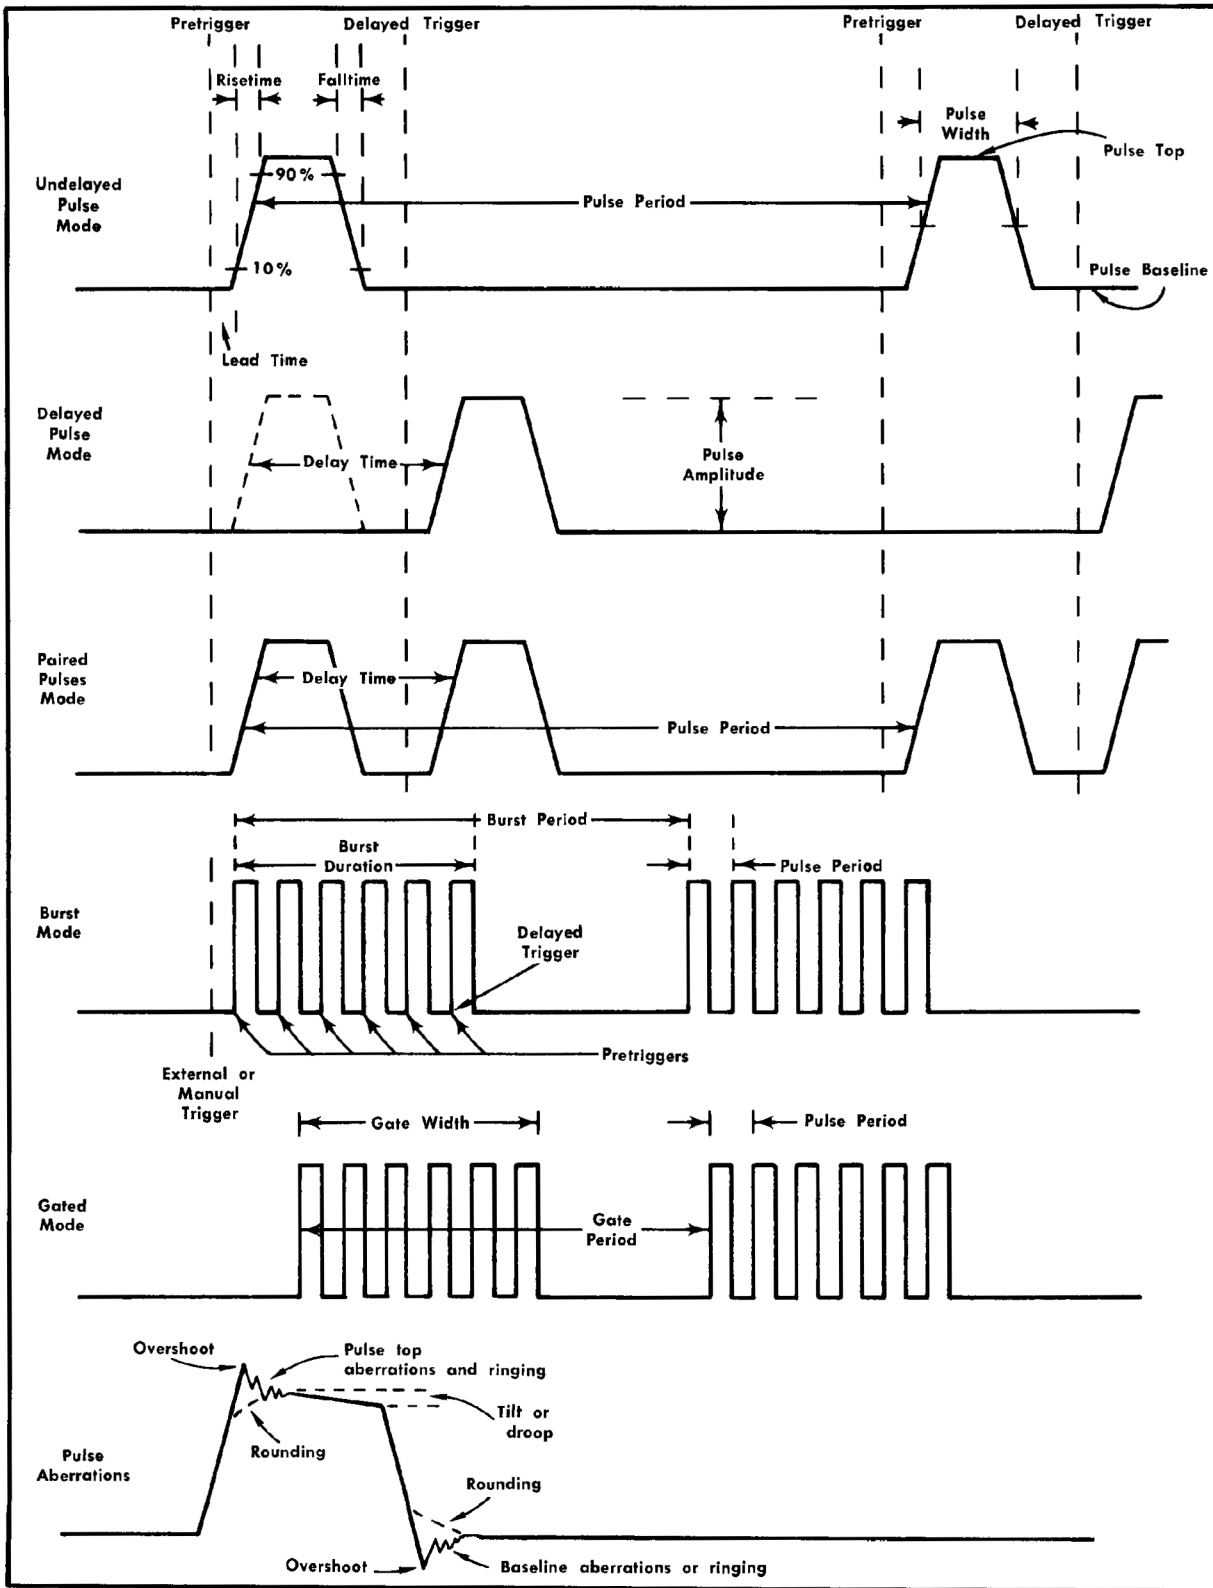 Pretrigger
Delayed Trigger
Pretrigger
Delayed Trigger
Risetime
Falltime
Pulse
Width
Pulse Top
90%
Undelayed
Pulse
Mode
Pulse Period
10%
Pulse Baseline
Lead Time
Delayed
Pulse
Mode
Delay Time
Pulse
Amplitude
Paired
Pulses
Mode
Delay Time
Pulse Period
Burst Period
Burst
Duration
Pulse Period
Burst
Mode
Delayed
Trigger
Pretriggers
External or
Manual
Trigger
Gate Width
Pulse Period
Gated
Mode
Gate
Period
Overshoot
Pulse top
aberrations and ringing
Tilt or
droop
Rounding
Pulse
Aberrations
Rounding
Overshoot
Baseline aberrations or ringing